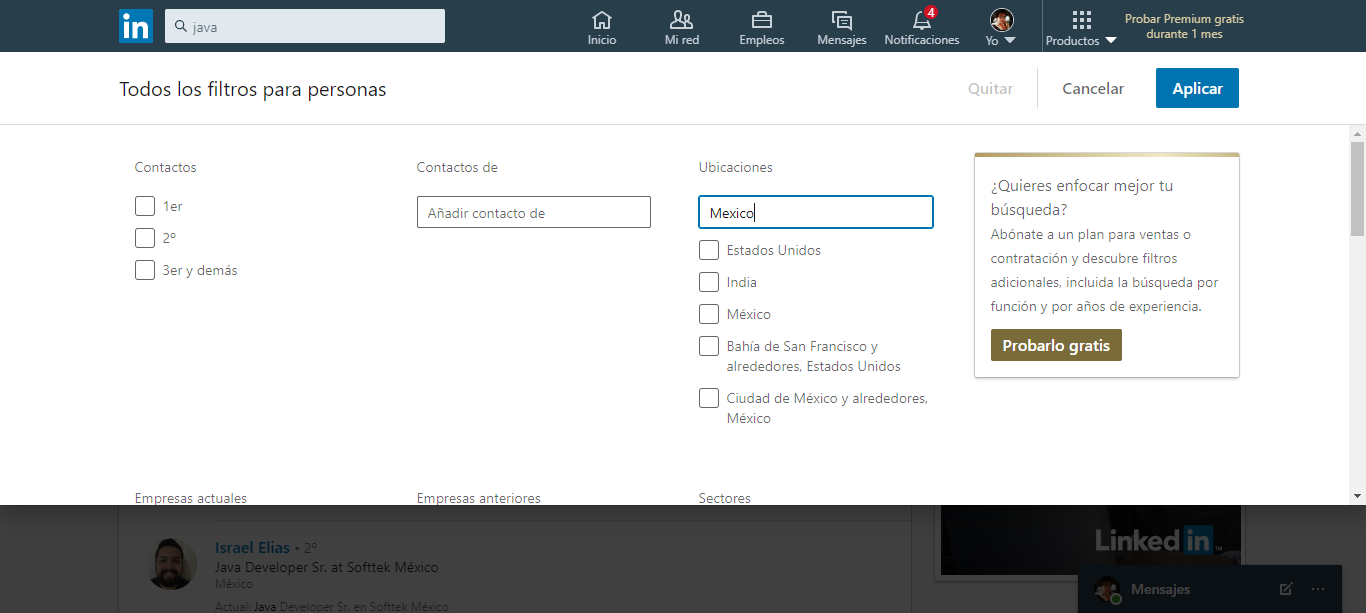 in
java
Inicio
Mi red
Empleos
Mensajes
4
Notificaciones
Yo
Productos
Probar Premium gratis
durante 1 mes
Todos los filtros para personas
Quitar
Cancelar
Aplicar
Contactos
1er
2º
3er y demás
Contactos de
Añadir contacto de
Ubicaciones
Mexico
Estados Unidos
India
México
Bahía de San Francisco y
alrededores, Estados Unidos
Ciudad de México y alrededores,
México
¿Quieres enfocar mejor tu
búsqueda?
Abónate a un plan para ventas o
contratación y descubre filtros
adicionales, incluida la búsqueda por
función y por años de experiencia.
Probarlo gratis
Empresas actuales
Empresas anteriores
Sectores
Israel Elias • 2º
Java Developer Sr. at Softtek México
México
Actual: Java Developer Sr. en Softtek México
Linked in ™
Mensajes